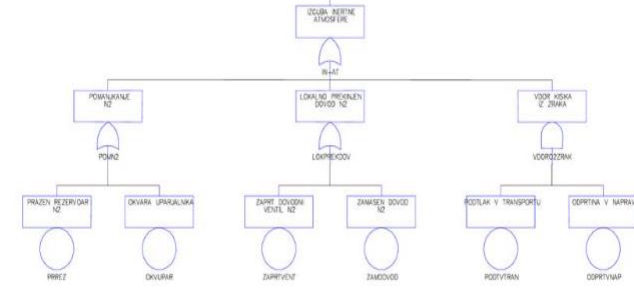 IZGUBA INERTNE
ATMOSFERE
IN-AT
POMANJKANJE
N2
LOKALNO PREKINJEN
DOVOD N2
VDOR KISIKA
IZ ZRAKA
POMN2
LOKPREKDOV
VDORO2ZRAK
PRAZEN REZERVOAR
N2
OKVARA UPARJALNIKA
ZAPRT DOVODNI
VENTIL N2
ZAMAŠEN DOVOD
N2
PODTLAK V TRANSPORTU
ODPRTINA V NAPRAVI
PRREZ
OKVUPAR
ZAPRTVENT
ZAMDOVOD
PODTVTRAN
ODPRTVNAP